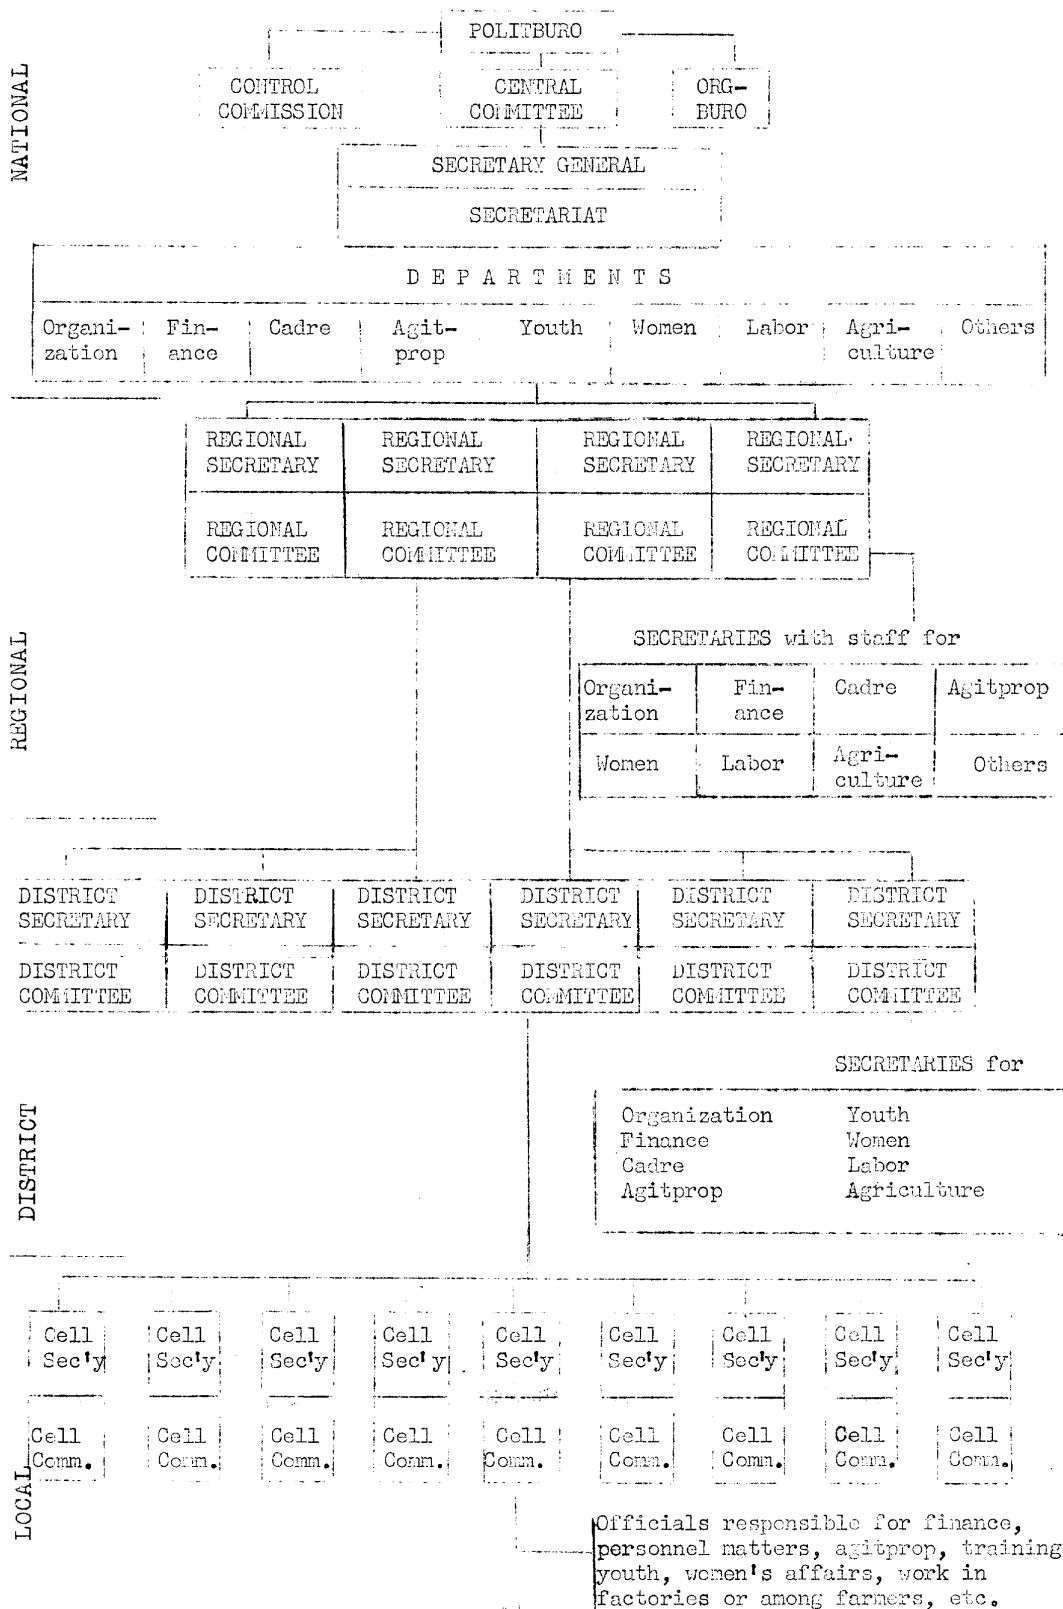 NATIONAL
POLITBURO
CONTROL
COMMISSION
CENTRAL
COMMITTEE
ORG-
BURO
SECRETARY GENERAL
SECRETARIAT
D E P A R T M E N T S
Organi-
zation
Fin-
ance
Cadre
Agit-
prop
Youth
Women
Labor
Agri-
culture
Others
REGIONAL
REGIONAL
SECRETARY
REGIONAL
SECRETARY
REGIONAL
SECRETARY
REGIONAL
SECRETARY
REGIONAL
COMMITTEE
REGIONAL
COMMITTEE
REGIONAL
COMMITTEE
REGIONAL
COMMITTEE
SECRETARIES with staff for
Organi-
zation
Fin-
ance
Cadre
Agitprop
Women
Labor
Agri-
culture
Others
DISTRICT
SECRETARY
DISTRICT
SECRETARY
DISTRICT
SECRETARY
DISTRICT
SECRETARY
DISTRICT
SECRETARY
DISTRICT
SECRETARY
DISTRICT
COMMITTEE
DISTRICT
COMMITTEE
DISTRICT
COMMITTEE
DISTRICT
COMMITTEE
DISTRICT
COMMITTEE
DISTRICT
COMMITTEE
DISTRICT
SECRETARIES for
Organization Youth
Finance Women
Cadre Labor
Agitprop Agriculture
LOCAL
Cell
Sec'y
Cell
Sec'y
Cell
Sec'y
Cell
Sec'y
Cell
Sec'y
Cell
Sec'y
Cell
Sec'y
Cell
Sec'y
Cell
Sec'y
Cell
Comm.
Cell
Comm.
Cell
Comm.
Cell
Comm.
Cell
Comm.
Cell
Comm.
Cell
Comm.
Cell
Comm.
Cell
Comm.
Officials responsible for finance,
personnel matters, agitprop, training
youth, women's affairs, work in
factories or among farmers, etc.